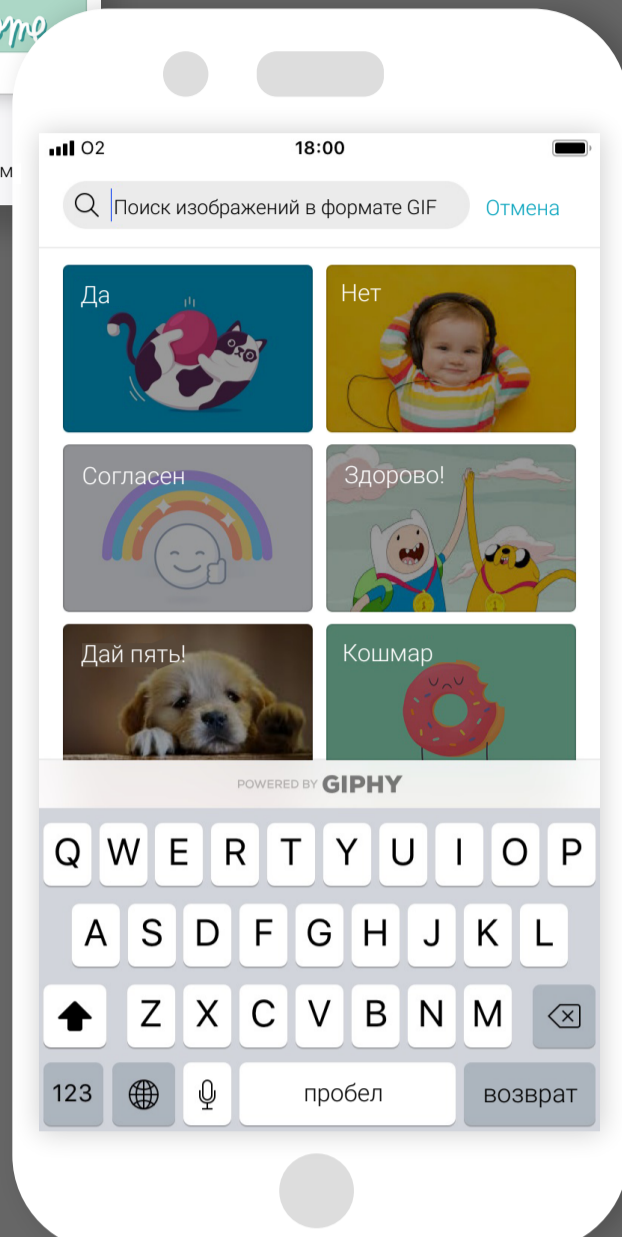 ome
м
O2 18:00
Поиск изображений в формате GIF Отмена
Да Нет
Согласен Здорово!
Дай пять! Кошмар
POWERED BY GIPHY
Q W E R T Y U I O P
A S D F G H J K L
Z X C V B N M
123 пробел возврат